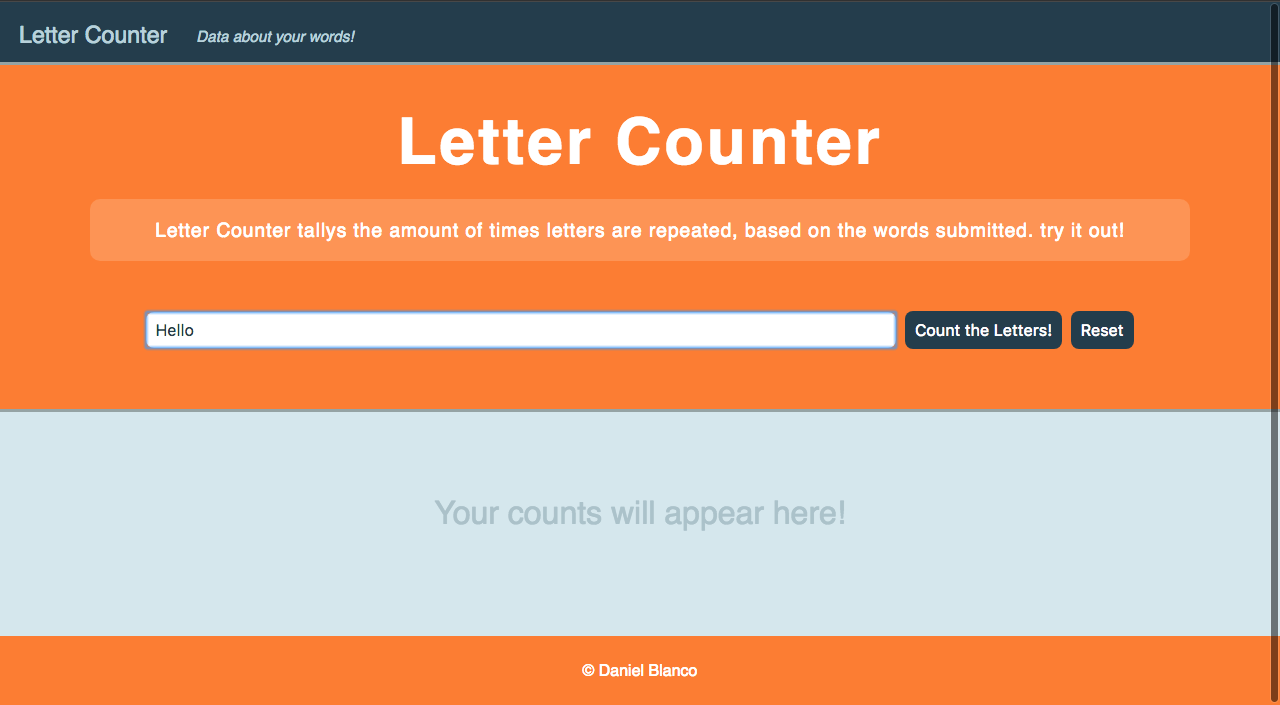 Letter Counter Data about your words!
Letter Counter
Letter Counter tallys the amount of times letters are repeated, based on the words submitted. try it out!
Hello Count the Letters! Reset
Your counts will appear here!
© Daniel Blanco